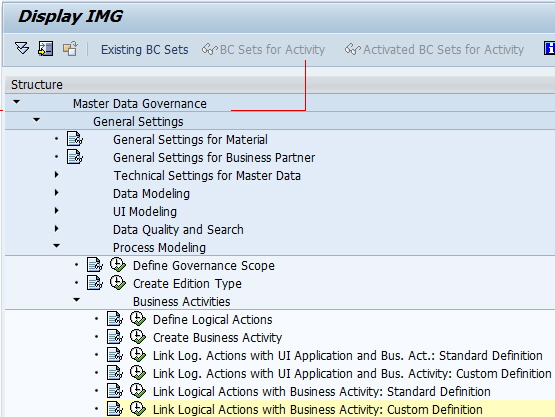 Display IMG
Existing BC Sets BC Sets for Activity Activated BC Sets for Activity
Structure
Master Data Governance
General Settings
General Settings for Material
General Settings for Business Partner
Technical Settings for Master Data
Data Modeling
UI Modeling
Data Quality and Search
Process Modeling
Define Governance Scope
Create Edition Type
Business Activities
Define Logical Actions
Create Business Activity
Link Log. Actions with UI Application and Bus. Act.: Standard Definition
Link Log. Actions with UI Application and Bus. Activity: Custom Definition
Link Logical Actions with Business Activity: Standard Definition
Link Logical Actions with Business Activity: Custom Definition